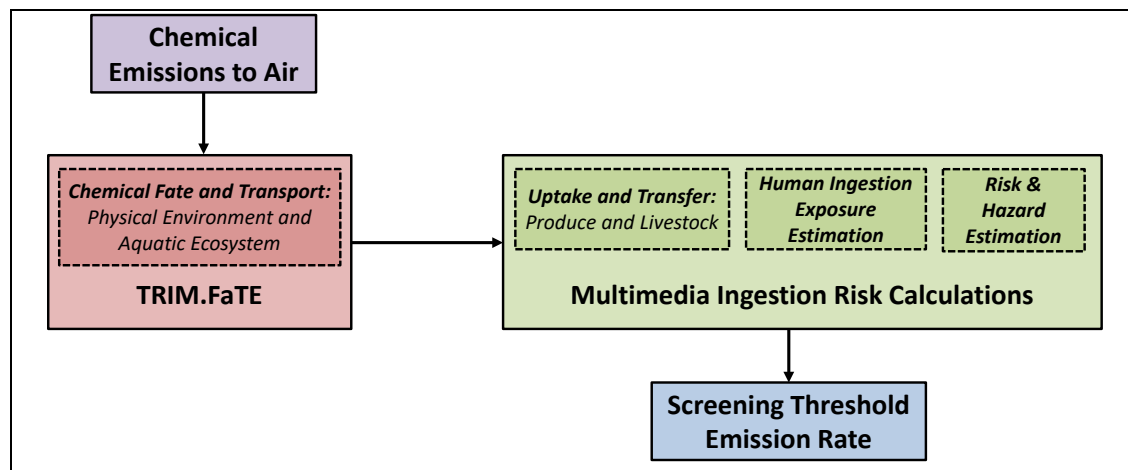 Chemical
Emissions to Air
Chemical Fate and Transport:
Physical Environment and
Aquatic Ecosystem
TRIM.FaTE
Uptake and Transfer:
Produce and Livestock
Human Ingestion
Exposure
Estimation
Risk &
Hazard
Estimation
Multimedia Ingestion Risk Calculations
Screening Threshold
Emission Rate